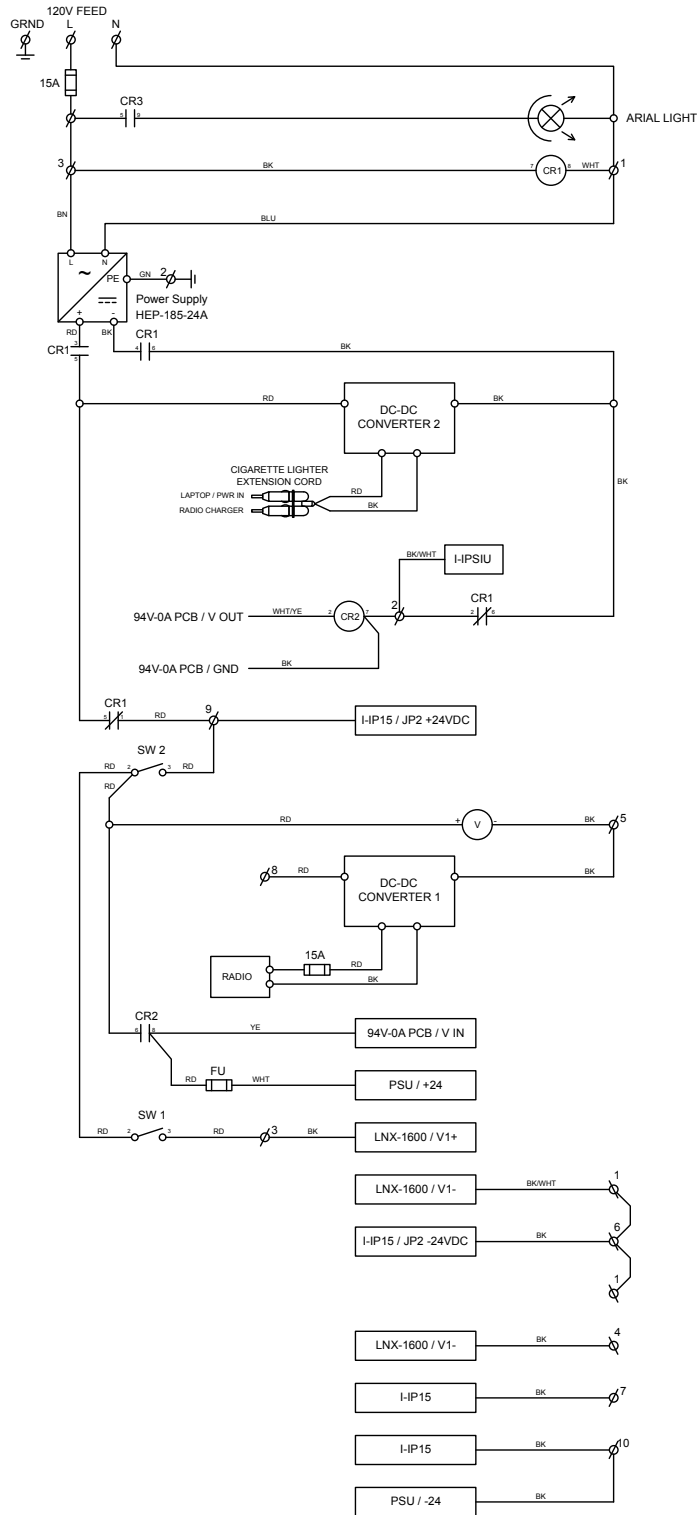 120V FEED
GRND L N
15A
CR3
5 9
ARIAL LIGHT
3
BK
7 CR1 8
WHT
1
BN
BLU
L N
~
PE
GN
2
Power Supply
HEP-185-24A
+ -
RD
BK
CR1
3
CR1
5
4 6
BK
RD
DC-DC
CONVERTER 2
BK
CIGARETTE LIGHTER
EXTENSION CORD
LAPTOP / PWR IN
RADIO CHARGER
RD
BK
BK
BK/WHT
I-IPSIU
94V-0A PCB / V OUT
WHT/YE
2 CR2 7
2
CR1
2 6
94V-0A PCB / GND
BK
CR1
5 1
RD
9
I-IP15 / JP2 +24VDC
SW 2
RD
2 3
RD
RD
RD
+ V -
BK
5
8
RD
DC-DC
CONVERTER 1
BK
RADIO
15A
RD
BK
CR2
6 8
YE
94V-0A PCB / V IN
RD
FU
WHT
PSU / +24
SW 1
RD
2 3
RD
3
BK
LNX-1600 / V1+
LNX-1600 / V1-
BK/WHT
1
I-IP15 / JP2 -24VDC
BK
6
1
LNX-1600 / V1-
BK
4
I-IP15
BK
7
I-IP15
BK
10
PSU / -24
BK